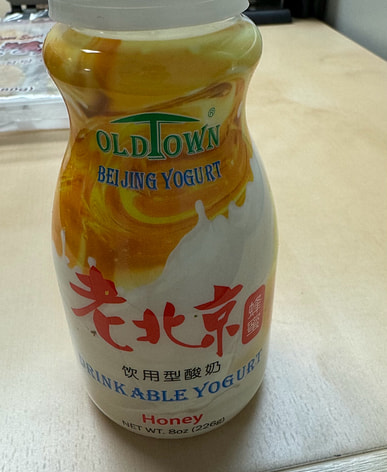 OLDTOWN®
BEIJING YOGURT
老北京
蜂蜜
饮用型酸奶
DRINKABLE YOGURT
Honey
NET WT. 8oz (226g)